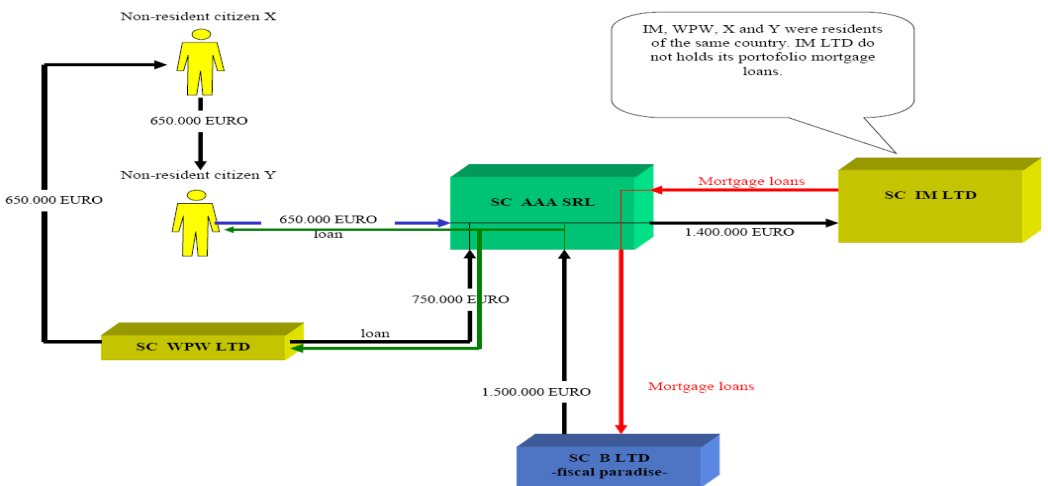 Non-resident citizen X
IM, WPW, X and Y were residents
of the same country. IM LTD do
not holds its portofolio mortgage
loans.
650.000 EURO
Non-resident citizen Y
650.000 EURO
650.000 EURO
loan
SC AAA SRL
Mortgage loans
SC IM LTD
1.400.000 EURO
750.000 EURO
loan
SC WPW LTD
1.500.000 EURO
Mortgage loans
SC B LTD
-fiscal paradise-